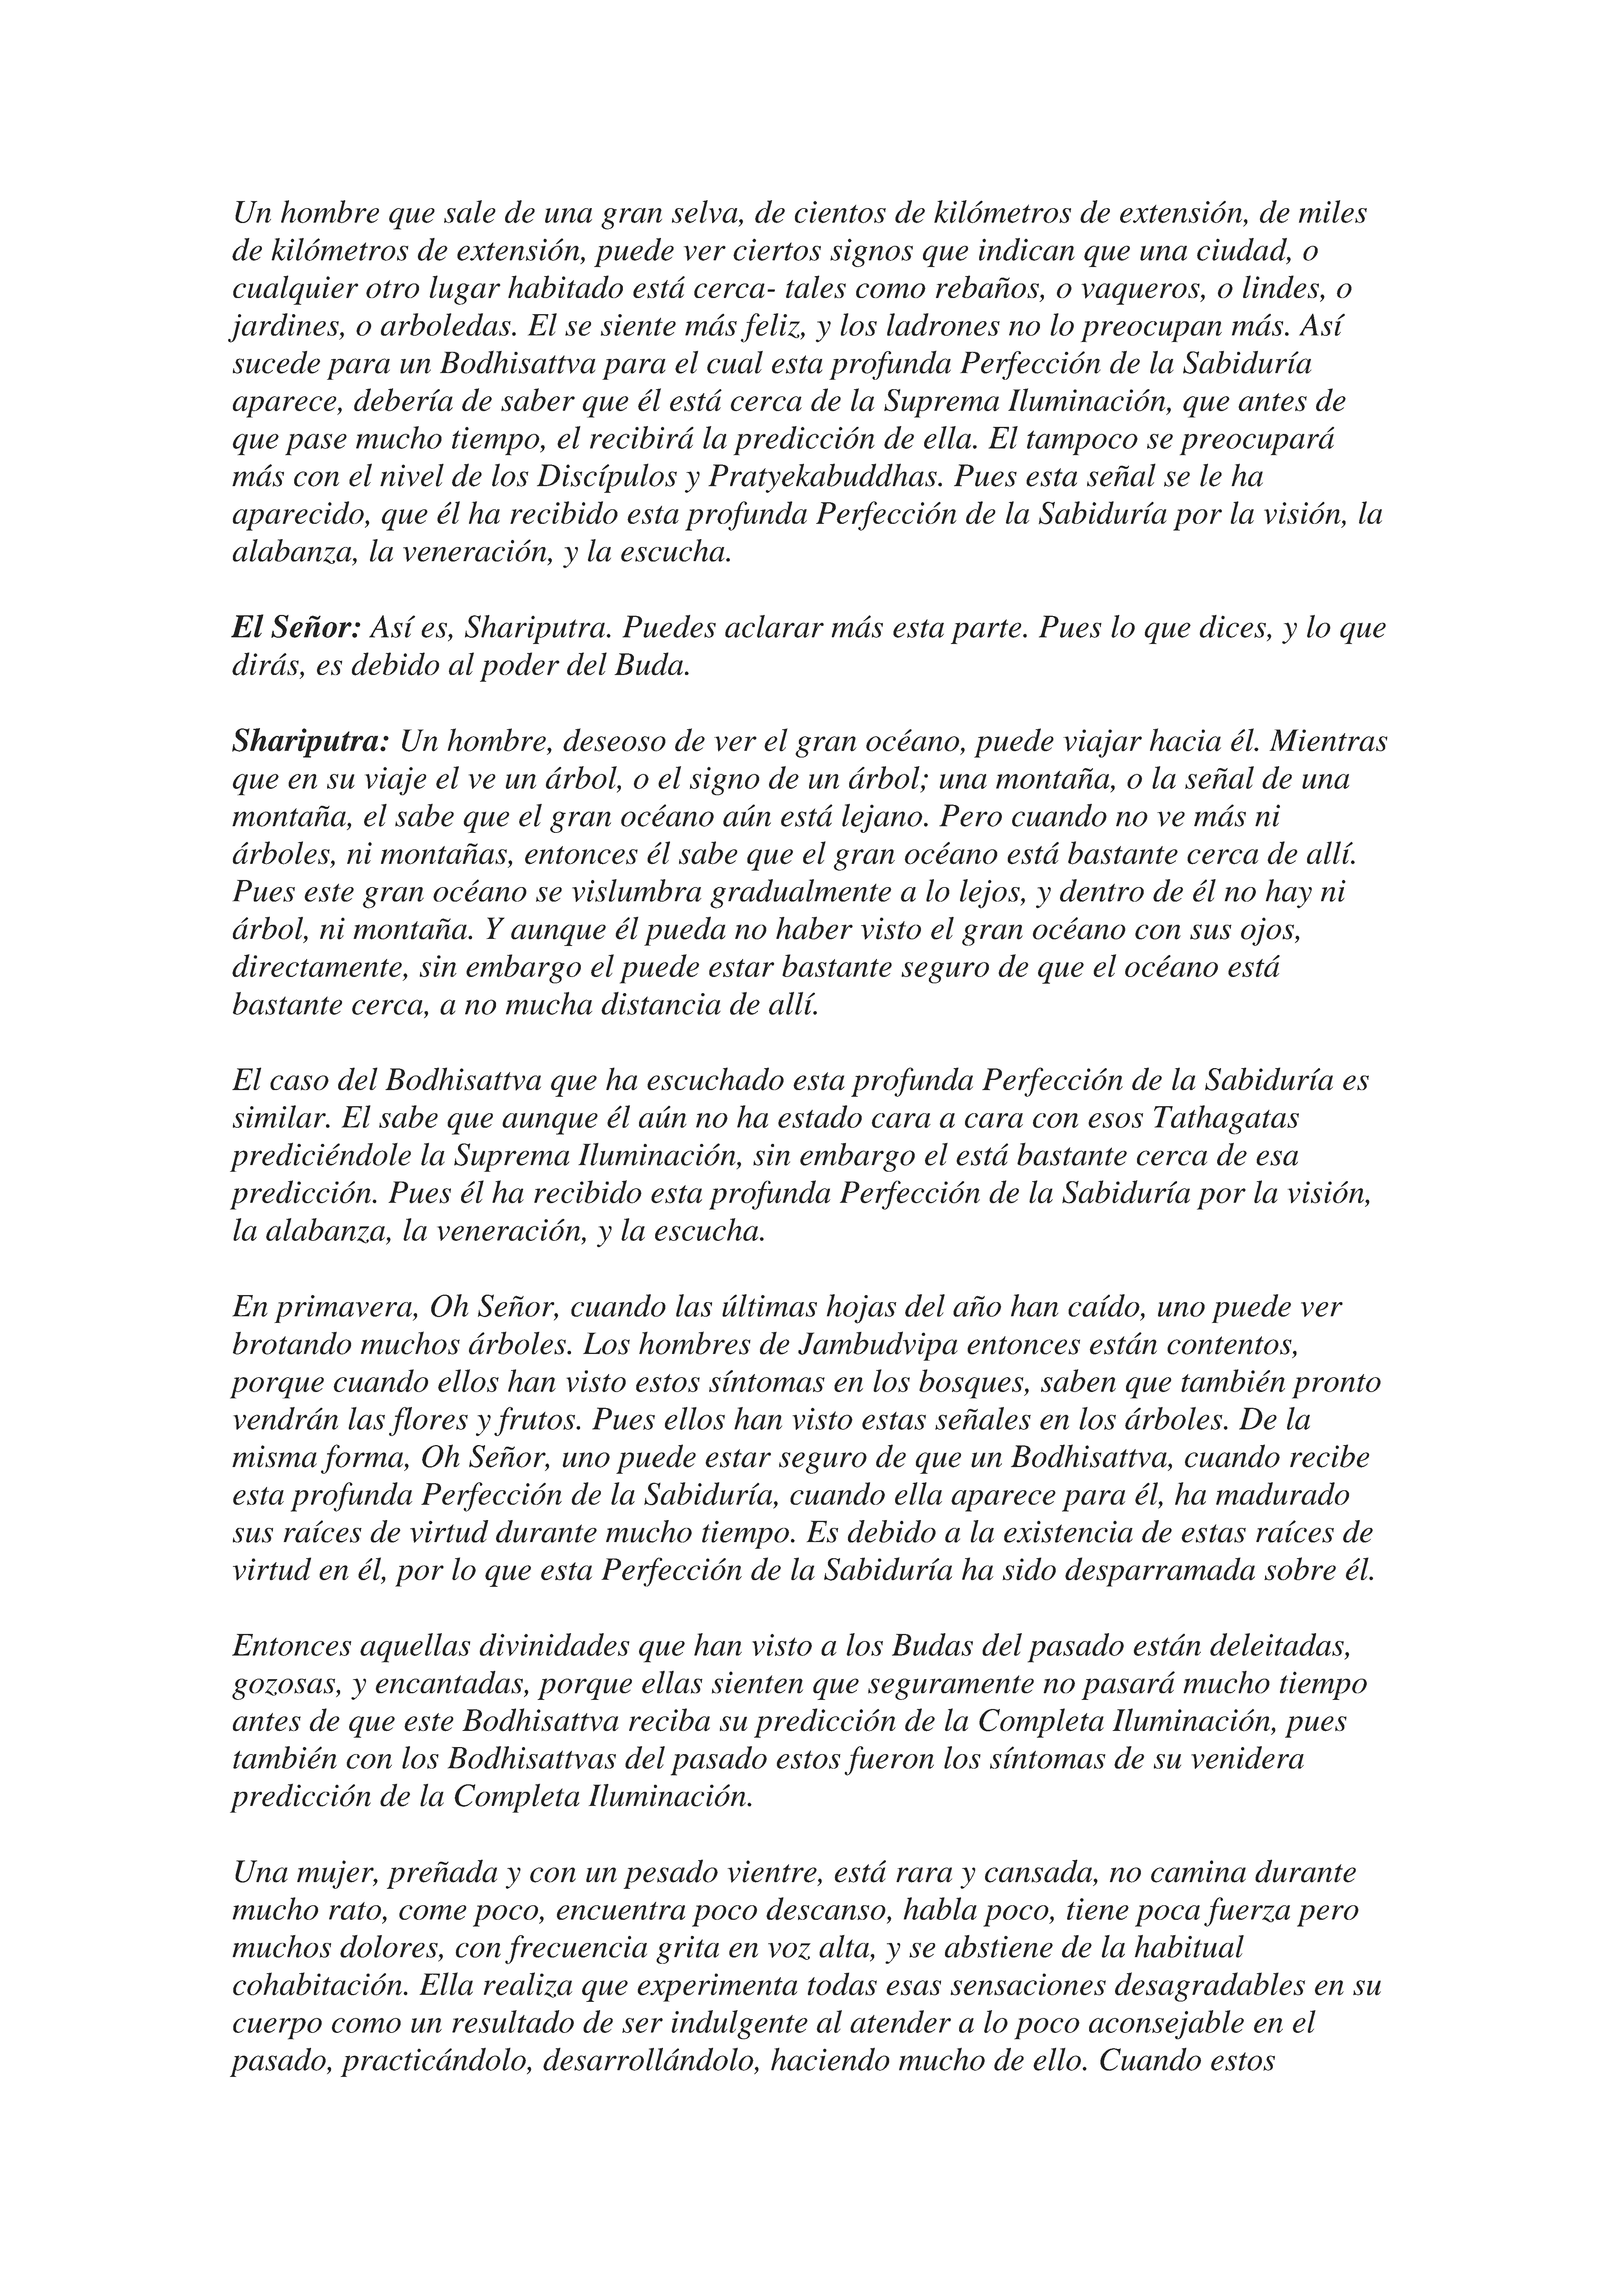 Un hombre que sale de una gran selva, de cientos de kilómetros de extensión, de miles
de kilómetros de extensión, puede ver ciertos signos que indican que una ciudad, o
cualquier otro lugar habitado está cerca- tales como rebaños, o vaqueros, o lindes, o
jardines, o arboledas. El se siente más feliz, y los ladrones no lo preocupan más. Así
sucede para un Bodhisattva para el cual esta profunda Perfección de la Sabiduría
aparece, debería de saber que él está cerca de la Suprema Iluminación, que antes de
que pase mucho tiempo, el recibirá la predicción de ella. El tampoco se preocupará
más con el nivel de los Discípulos y Pratyekabuddhas. Pues esta señal se le ha
aparecido, que él ha recibido esta profunda Perfección de la Sabiduría por la visión, la
alabanza, la veneración, y la escucha.
El Señor: Así es, Shariputra. Puedes aclarar más esta parte. Pues lo que dices, y lo que
dirás, es debido al poder del Buda.
Shariputra: Un hombre, deseoso de ver el gran océano, puede viajar hacia él. Mientras
que en su viaje el ve un árbol, o el signo de un árbol; una montaña, o la señal de una
montaña, el sabe que el gran océano aún está lejano. Pero cuando no ve más ni
árboles, ni montañas, entonces él sabe que el gran océano está bastante cerca de allí.
Pues este gran océano se vislumbra gradualmente a lo lejos, y dentro de él no hay ni
árbol, ni montaña. Y aunque él pueda no haber visto el gran océano con sus ojos,
directamente, sin embargo el puede estar bastante seguro de que el océano está
bastante cerca, a no mucha distancia de allí.
El caso del Bodhisattva que ha escuchado esta profunda Perfección de la Sabiduría es
similar. El sabe que aunque él aún no ha estado cara a cara con esos Tathagatas
prediciéndole la Suprema Iluminación, sin embargo el está bastante cerca de esa
predicción. Pues él ha recibido esta profunda Perfección de la Sabiduría por la visión,
la alabanza, la veneración, y la escucha.
En primavera, Oh Señor, cuando las últimas hojas del año han caído, uno puede ver
brotando muchos árboles. Los hombres de Jambudvipa entonces están contentos,
porque cuando ellos han visto estos síntomas en los bosques, saben que también pronto
vendrán las flores y frutos. Pues ellos han visto estas señales en los árboles. De la
misma forma, Oh Señor, uno puede estar seguro de que un Bodhisattva, cuando recibe
esta profunda Perfección de la Sabiduría, cuando ella aparece para él, ha madurado
sus raíces de virtud durante mucho tiempo. Es debido a la existencia de estas raíces de
virtud en él, por lo que esta Perfección de la Sabiduría ha sido desparramada sobre él.
Entonces aquellas divinidades que han visto a los Budas del pasado están deleitadas,
gozosas, y encantadas, porque ellas sienten que seguramente no pasará mucho tiempo
antes de que este Bodhisattva reciba su predicción de la Completa Iluminación, pues
también con los Bodhisattvas del pasado estos fueron los síntomas de su venidera
predicción de la Completa Iluminación.
Una mujer, preñada y con un pesado vientre, está rara y cansada, no camina durante
mucho rato, come poco, encuentra poco descanso, habla poco, tiene poca fuerza pero
muchos dolores, con frecuencia grita en voz alta, y se abstiene de la habitual
cohabitación. Ella realiza que experimenta todas esas sensaciones desagradables en su
cuerpo como un resultado de ser indulgente al atender a lo poco aconsejable en el
pasado, practicándolo, desarrollándolo, haciendo mucho de ello. Cuando estos